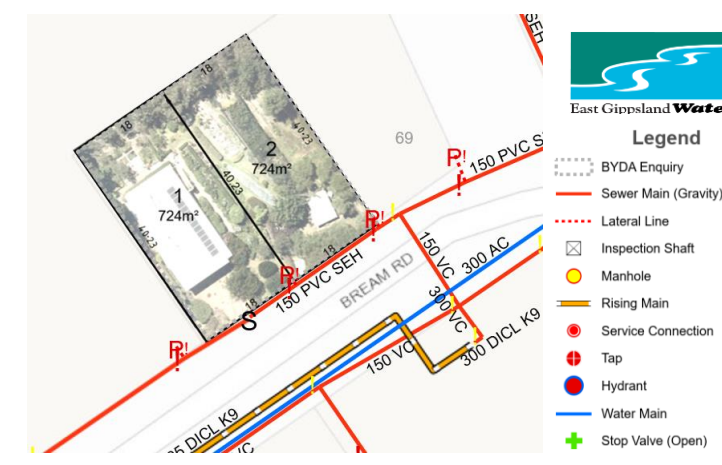 SEH
18
18
2
724m²
40.23
69
P!
150 PVC S
1
724m²
40.23
40.23
P!
18
P!
150 PVC SEH
18
S
P!
BREAM RD
150 VC
300 AC
300 VC
150 VC
300 DICL K9
DICL K9
VC
East Gippsland Wate
Legend
BYDA Enquiry
Sewer Main (Gravity)
Lateral Line
Inspection Shaft
Manhole
Rising Main
Service Connection
Tap
Hydrant
Water Main
Stop Valve (Open)